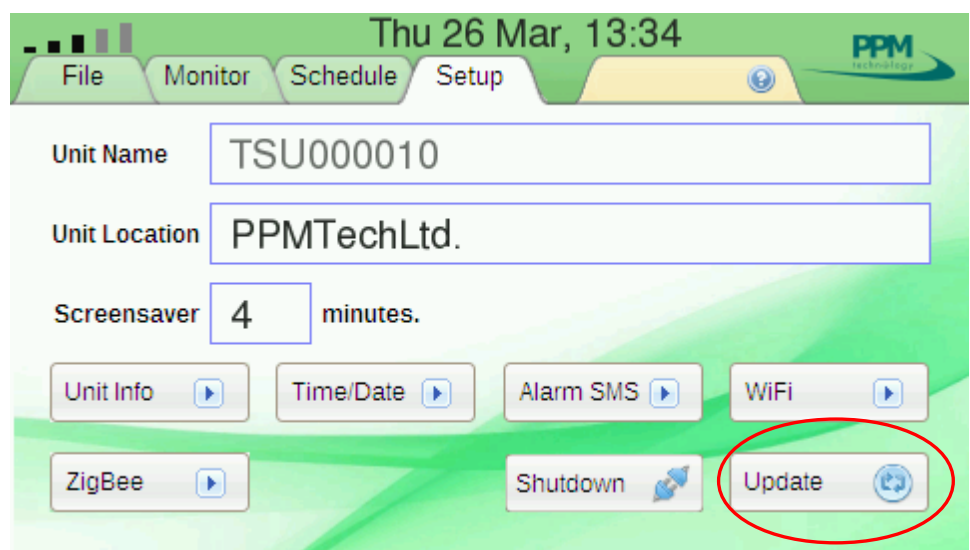 Thu 26 Mar, 13:34
PPM
technology
File Monitor Schedule Setup
Unit Name TSU000010
Unit Location PPMTechLtd.
Screensaver 4 minutes.
Unit Info Time/Date Alarm SMS WiFi
ZigBee Shutdown Update